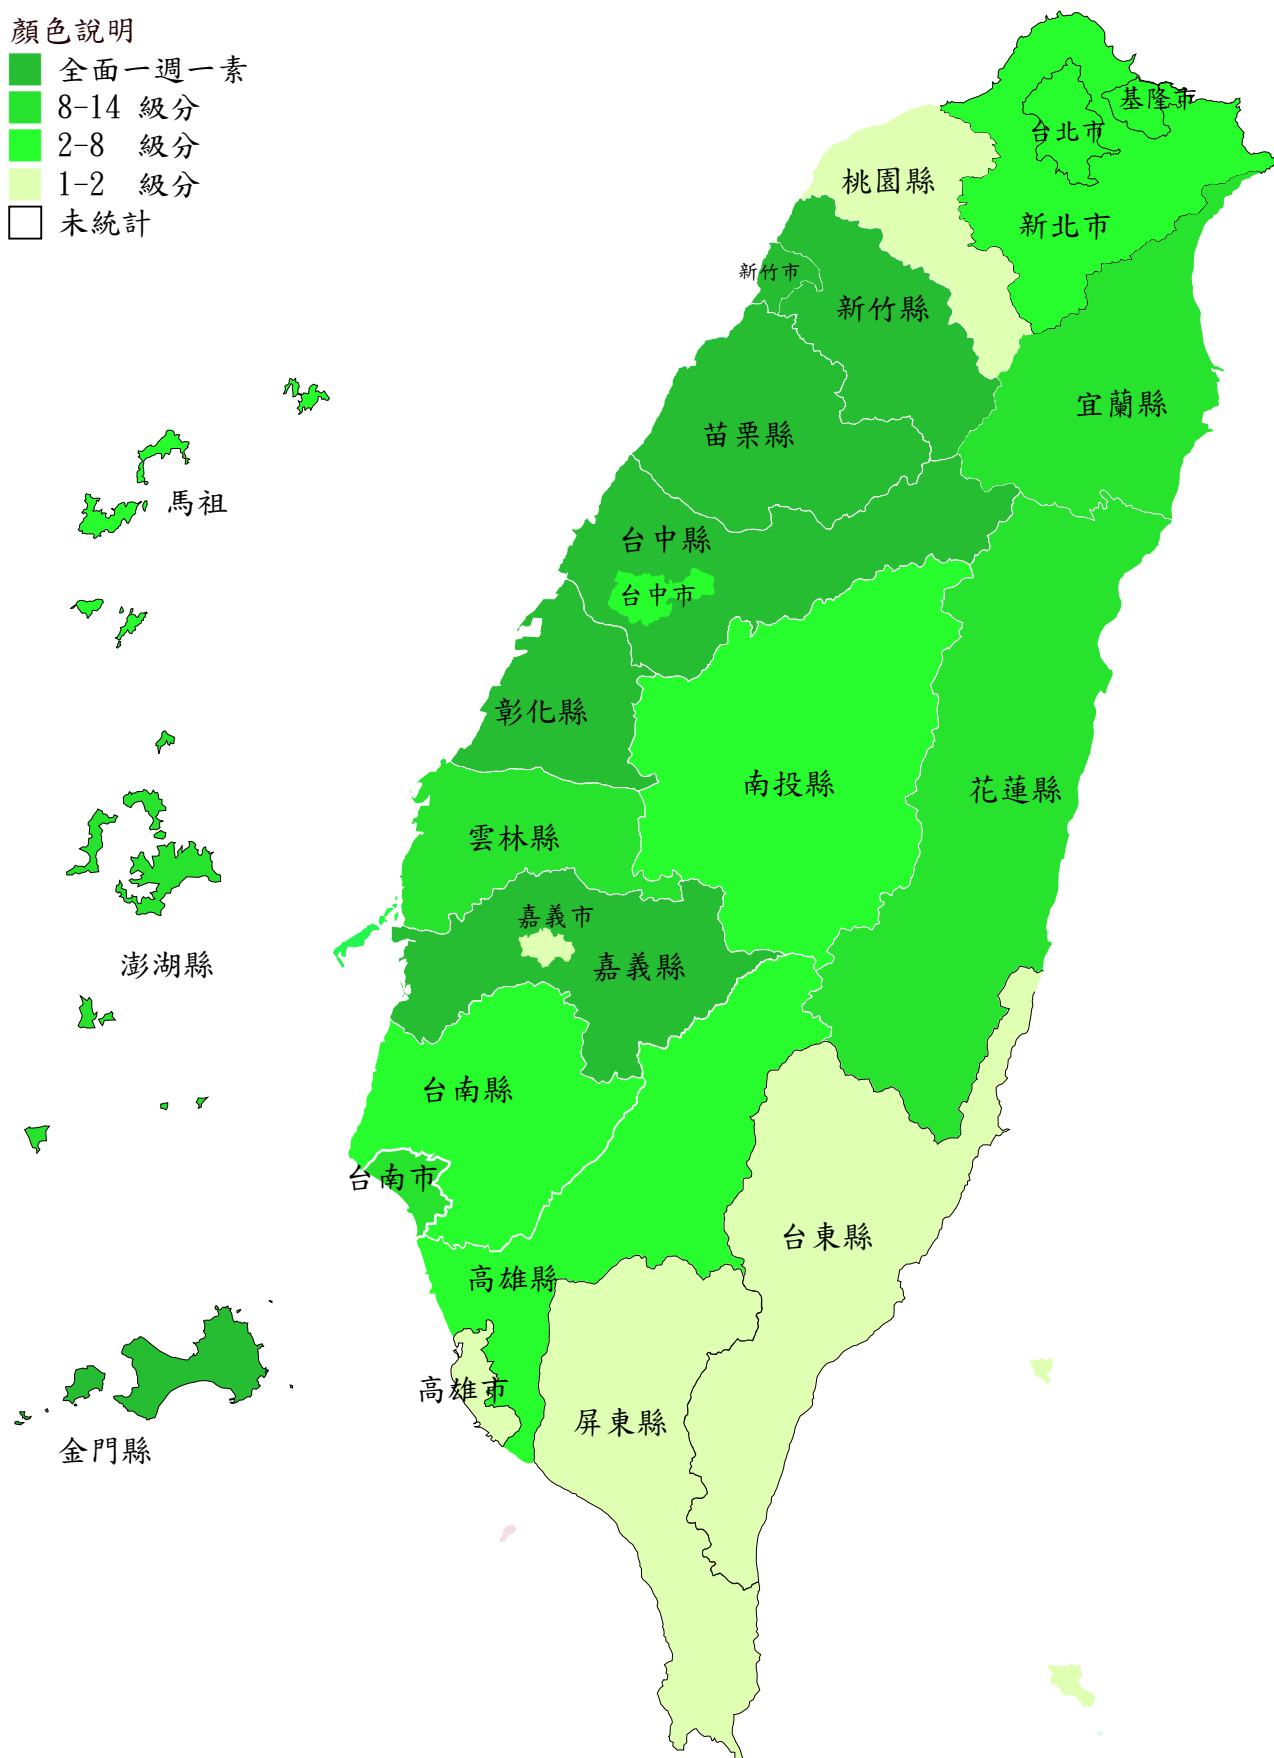 顏色說明
全面一週一素
8-14 級分
2-8 級分
1-2 級分
未統計
基隆市
台北市
桃園縣
新北市
新竹市
新竹縣
宜蘭縣
苗栗縣
馬祖
台中縣
台中市
彰化縣
南投縣
花蓮縣
雲林縣
嘉義市
嘉義縣
澎湖縣
台南縣
台南市
台東縣
高雄縣
高雄市
屏東縣
金門縣